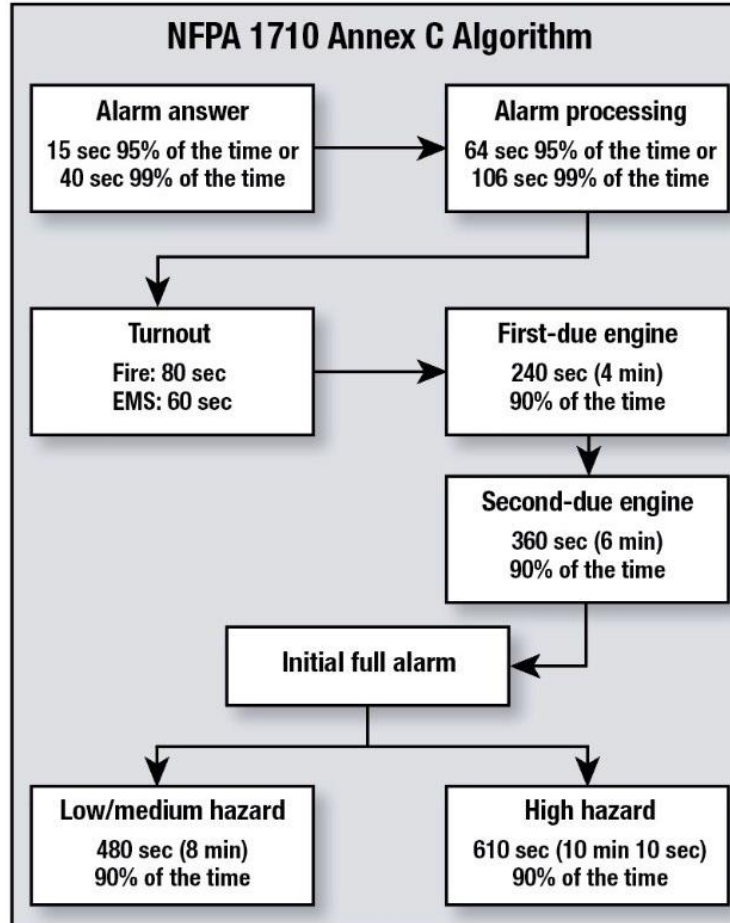 NFPA 1710 Annex C Algorithm
Alarm answer
15 sec 95% of the time or
40 sec 99% of the time
Alarm processing
64 sec 95% of the time or
106 sec 99% of the time
Turnout
Fire: 80 sec
EMS: 60 sec
First-due engine
240 sec (4 min)
90% of the time
Second-due engine
360 sec (6 min)
90% of the time
Initial full alarm
Low/medium hazard
480 sec (8 min)
90% of the time
High hazard
610 sec (10 min 10 sec)
90% of the time